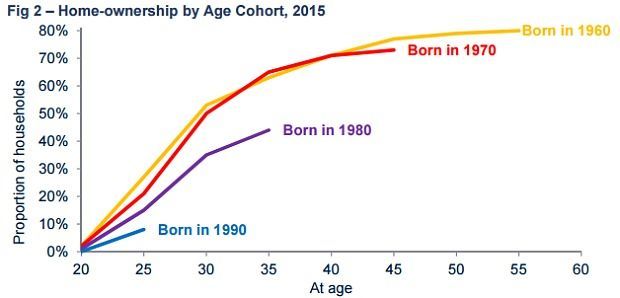 Fig 2 – Home-ownership by Age Cohort, 2015
80%
70%
60%
50%
40%
30%
20%
10%
0%
Proportion of households
Born in 1960
Born in 1970
Born in 1980
Born in 1990
20 25 30 35 40 45 50 55 60
At age